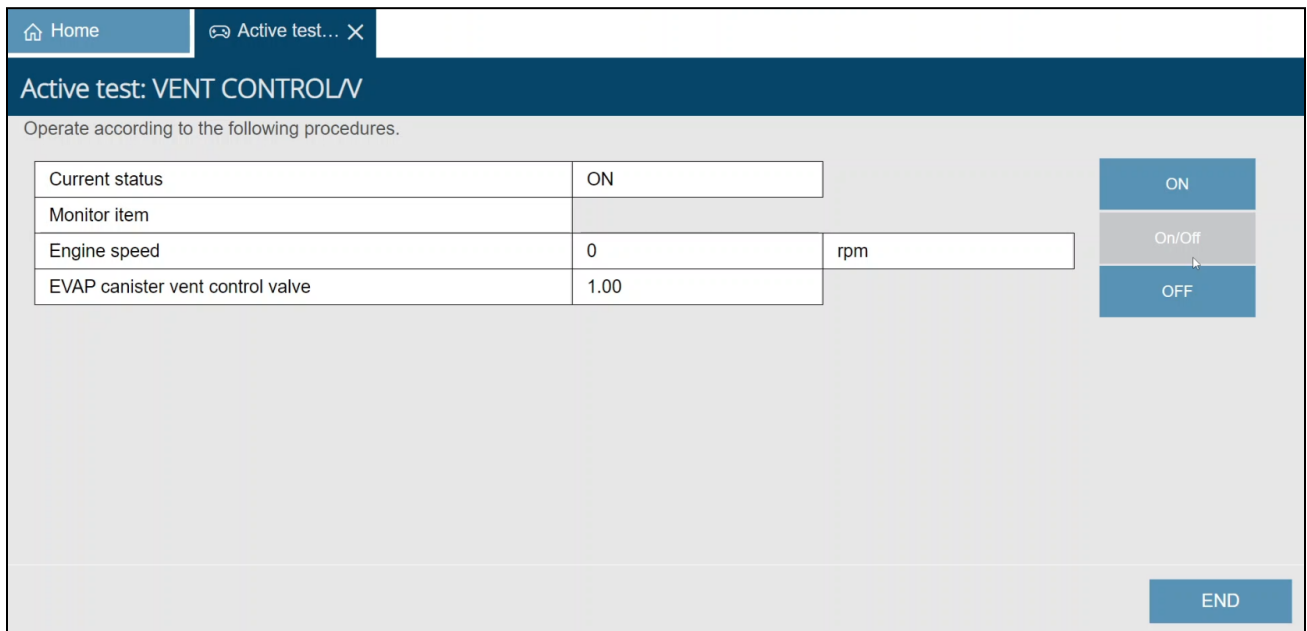 Home
Active test...
Active test: VENT CONTROL/V
Operate according to the following procedures.
Current status ON
ON
Monitor item
On/Off
Engine speed 0 rpm
EVAP canister vent control valve 1.00
OFF
END